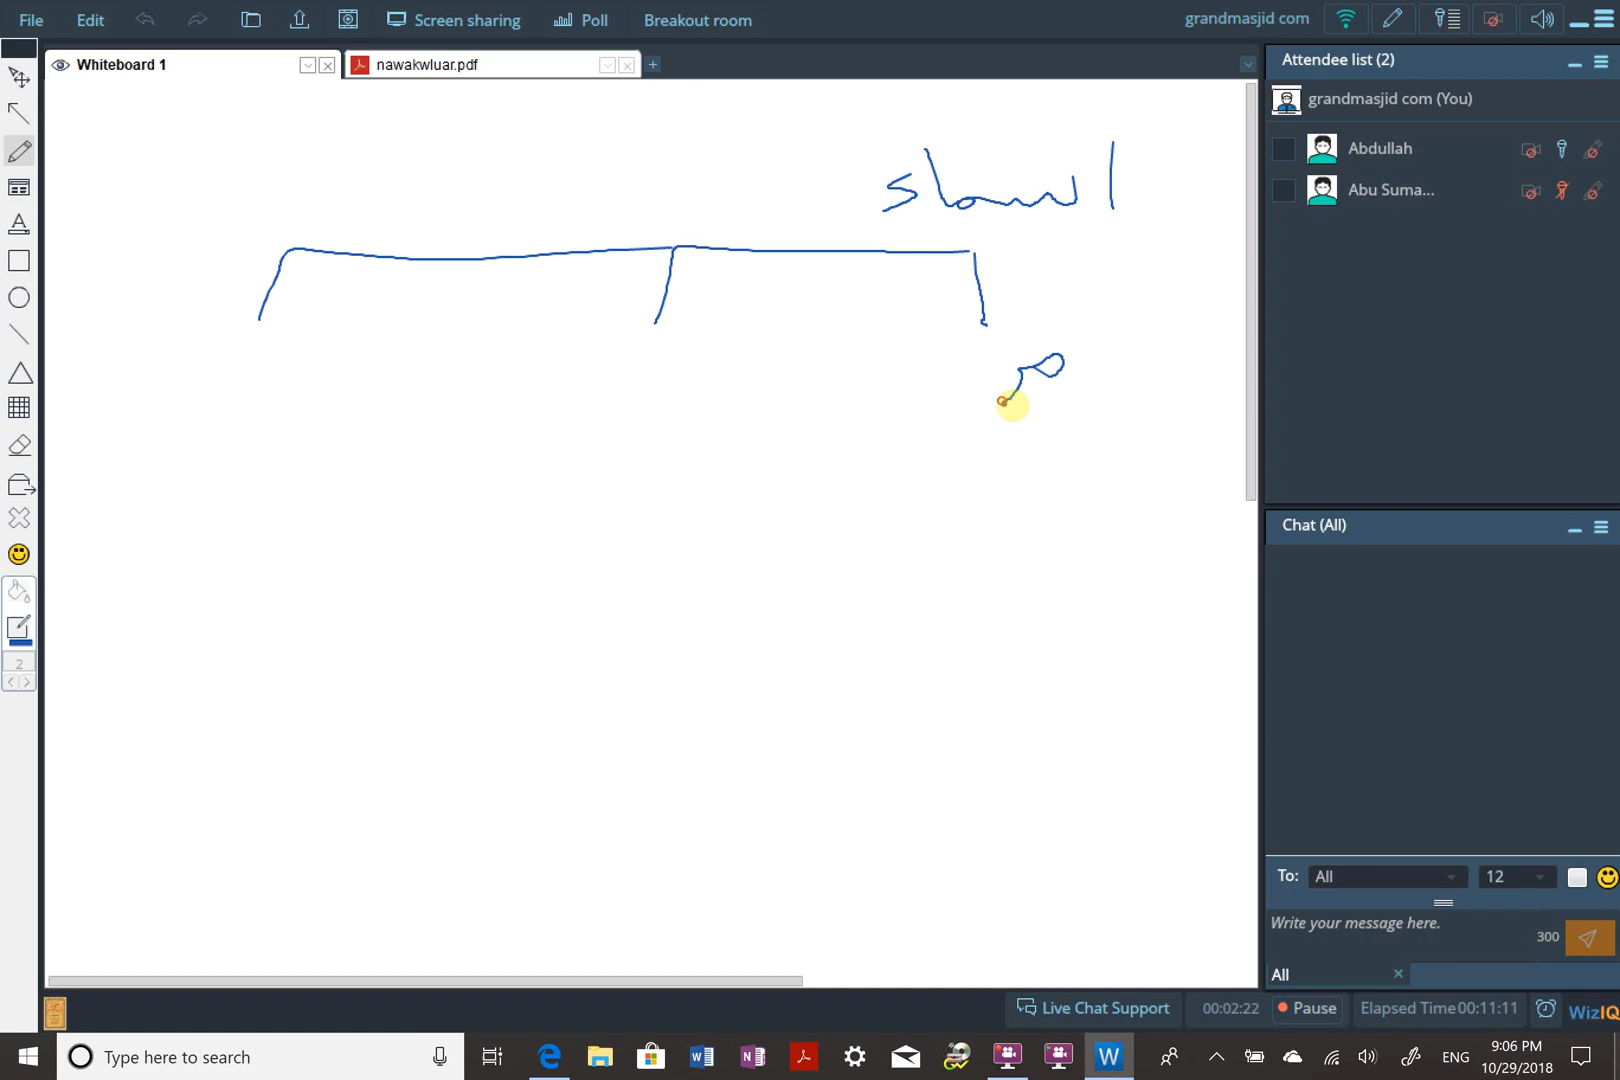 File Edit Screen sharing Poll Breakout room grandmasjid com
Whiteboard 1 nawakwluar.pdf
Attendee list (2)
grandmasjid com (You)
Abdullah
Abu Suma...
2
Chat (All)
To: All 12
Write your message here.
300
All
Live Chat Support 00:02:22 Pause Elapsed Time 00:11:11 WizIQ
Type here to search
ENG
9:06 PM
10/29/2018